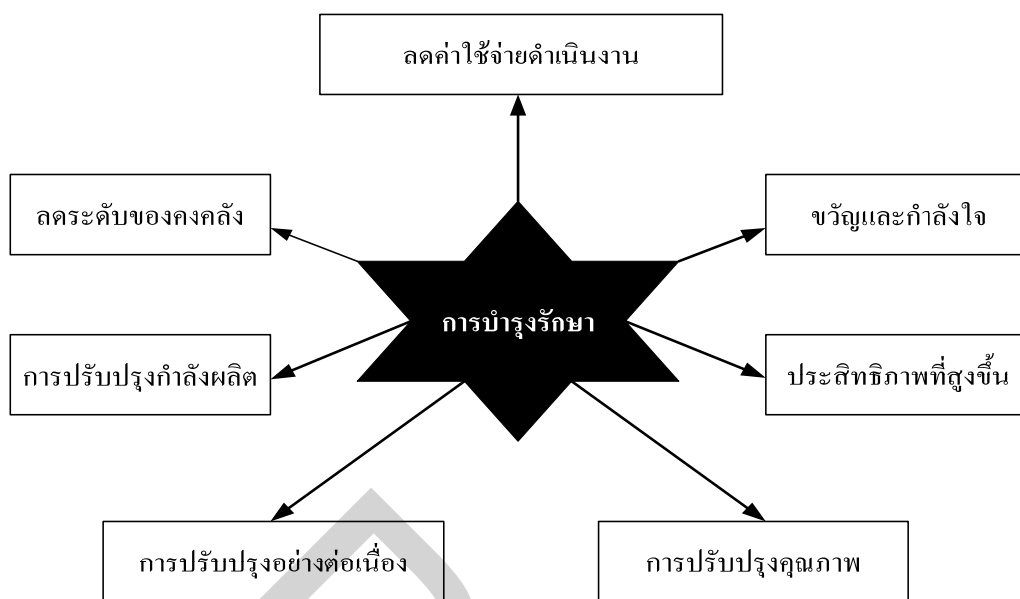 ลดค่าใช้จ่ายดำเนินงาน
ลดระดับของคงคลัง
ขวัญและกำลังใจ
การบำรุงรักษา
การปรับปรุงกำลังผลิต
ประสิทธิภาพที่สูงขึ้น
การปรับปรุงอย่างต่อเนื่อง
การปรับปรุงคุณภาพ